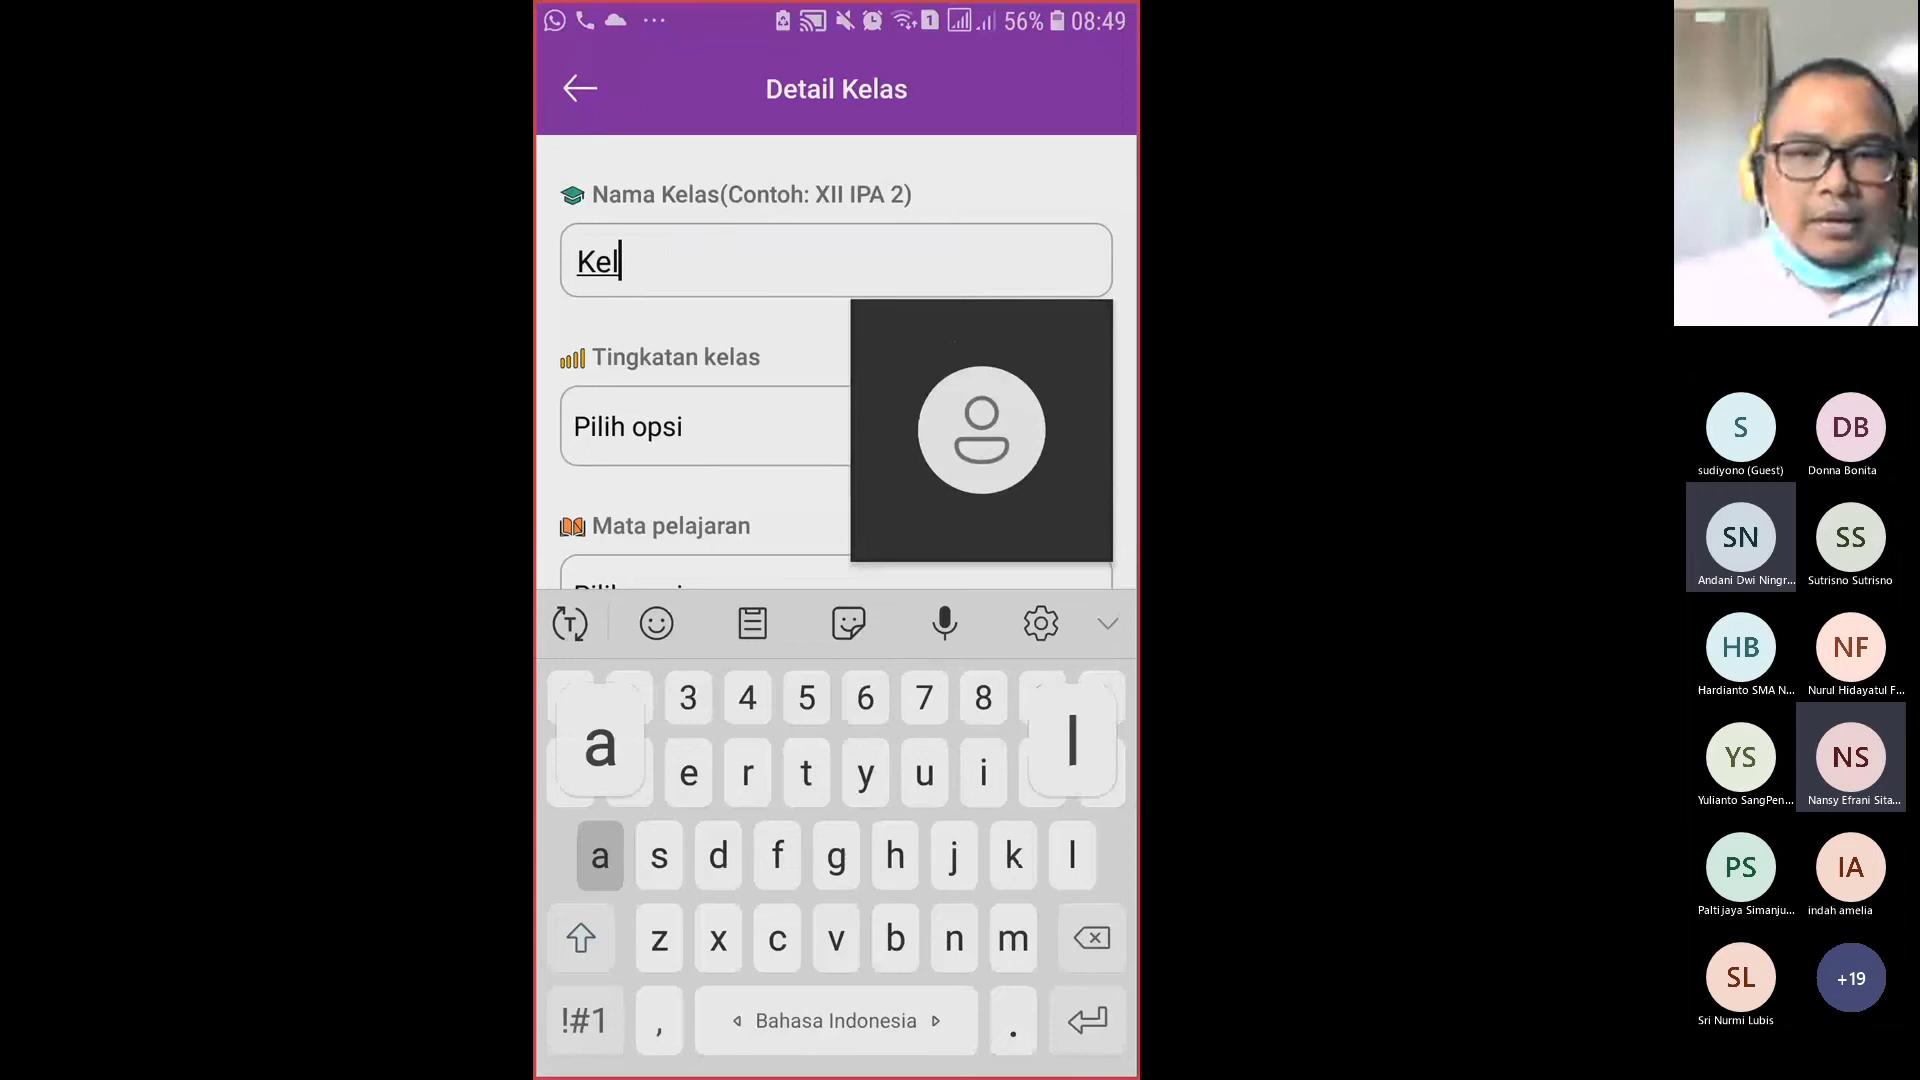 56% 08:49
Detail Kelas
Nama Kelas(Contoh: XII IPA 2)
Kel
Tingkatan kelas
Pilih opsi
Mata pelajaran
3 4 5 6 7 8
a l
e r t y u i
a s d f g h j k l
z x c v b n m
!#1 , Bahasa Indonesia .
S DB
sudiyono (Guest) Donna Bonita
SN SS
Andani Dwi Ningr... Sutrisno Sutrisno
HB NF
Hardianto SMA N... Nurul Hidayatul F...
YS NS
Yulianto SangPen... Nansy Efrani Sita...
PS IA
Paltijaya Simanju... indah amelia
SL +19
Sri Nurmi Lubis